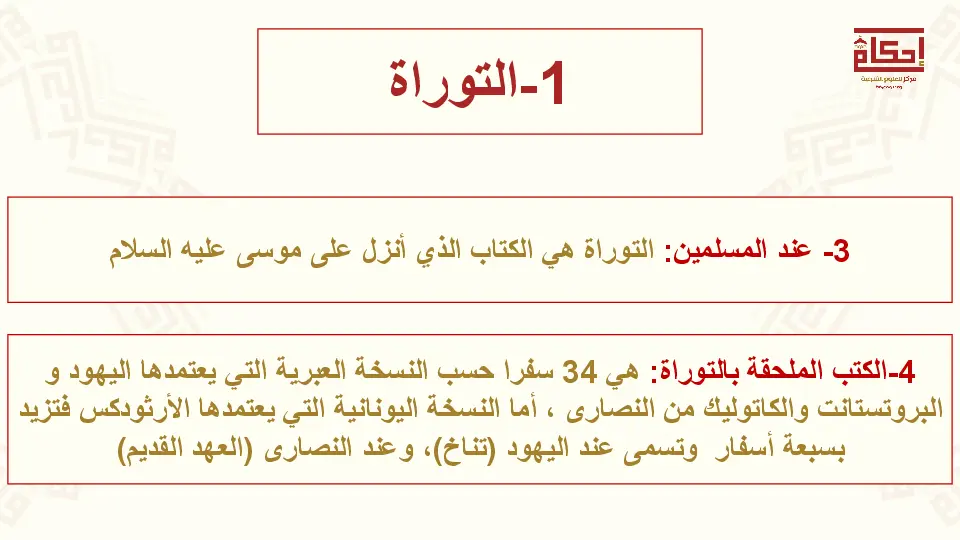 إحكام
مركز للعلوم الشرعية
1-التوراة
3- عند المسلمين: التوراة هي الكتاب الذي أنزل على موسى عليه السلام
4-الكتب الملحقة بالتوراة: هي 34 سفرا حسب النسخة العبرية التي يعتمدها اليهود و
البروتستانت والكاتوليك من النصارى ، أما النسخة اليونانية التي يعتمدها الأرثودكس فتزيد
بسبعة أسفار وتسمى عند اليهود (تناخ)، وعند النصارى (العهد القديم)